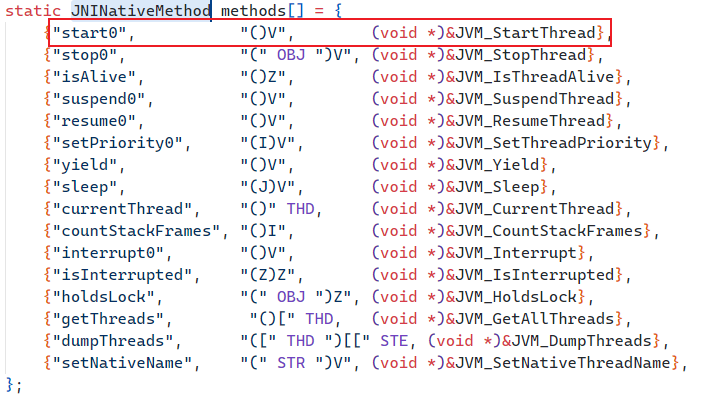 static JNINativeMethod methods[] = {
    {"start0",           "()V",        (void *)&JVM_StartThread},
    {"stop0",            "(" OBJ ")V", (void *)&JVM_StopThread},
    {"isAlive",          "()Z",        (void *)&JVM_IsThreadAlive},
    {"suspend0",         "()V",        (void *)&JVM_SuspendThread},
    {"resume0",          "()V",        (void *)&JVM_ResumeThread},
    {"setPriority0",     "(I)V",       (void *)&JVM_SetThreadPriority},
    {"yield",            "()V",        (void *)&JVM_Yield},
    {"sleep",            "(J)V",       (void *)&JVM_Sleep},
    {"currentThread",    "()" THD,     (void *)&JVM_CurrentThread},
    {"countStackFrames", "()I",        (void *)&JVM_CountStackFrames},
    {"interrupt0",       "()V",        (void *)&JVM_Interrupt},
    {"isInterrupted",    "(Z)Z",       (void *)&JVM_IsInterrupted},
    {"holdsLock",        "(" OBJ ")Z", (void *)&JVM_HoldsLock},
    {"getThreads",        "()[" THD,   (void *)&JVM_GetAllThreads},
    {"dumpThreads",      "([" THD ")[[" STE, (void *)&JVM_DumpThreads},
    {"setNativeName",    "(" STR ")V", (void *)&JVM_SetNativeThreadName},
};